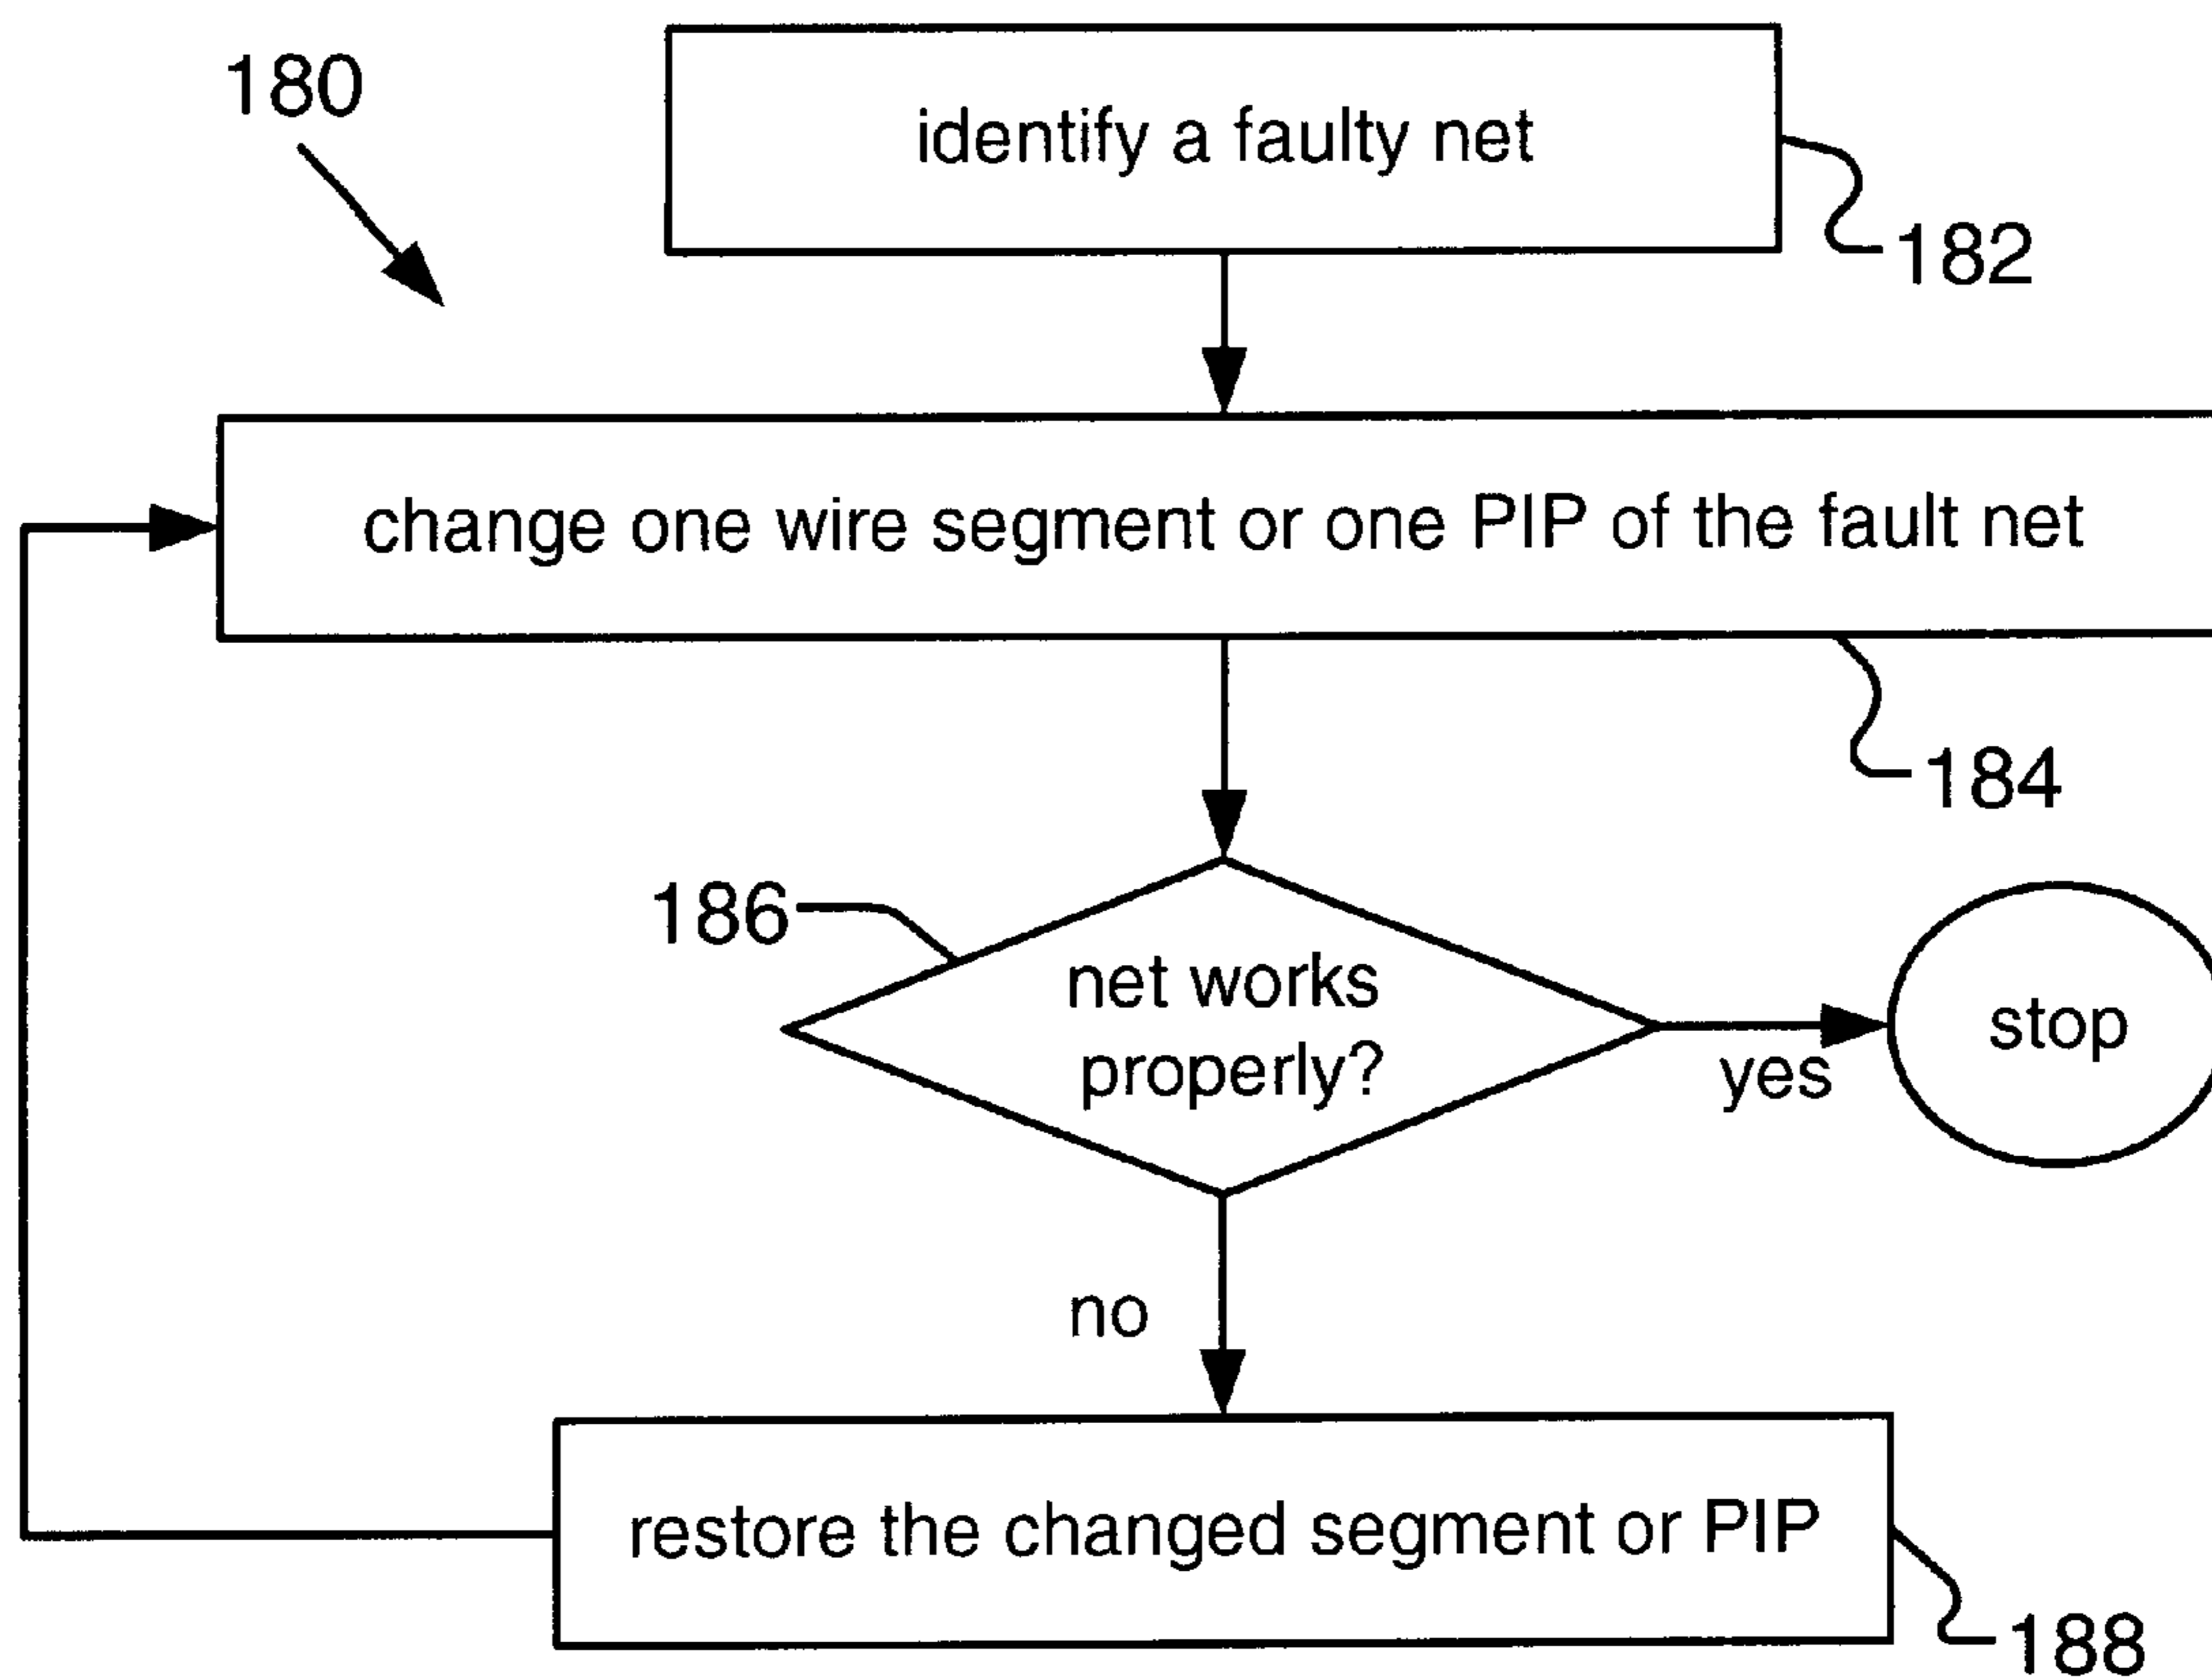 180
identify a faulty net
182
change one wire segment or one PIP of the fault net
184
186
net works
properly?
yes
stop
no
restore the changed segment or PIP
188